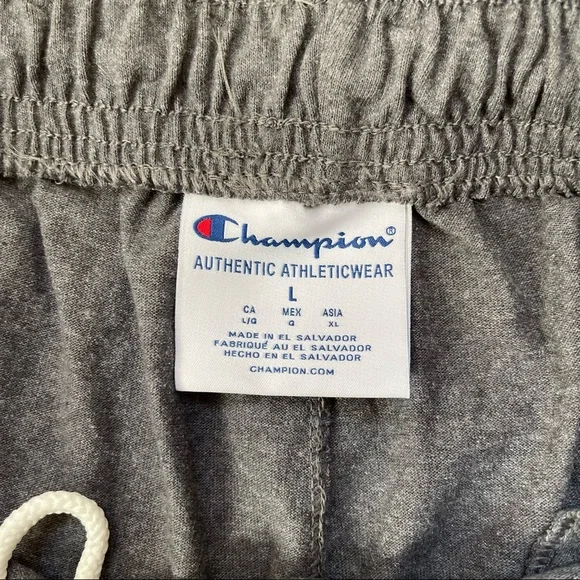 Champion®
AUTHENTIC ATHLETICWEAR
L
CA MEX ASIA
L/G G XL
MADE IN EL SALVADOR
FABRIQUÉ AU EL SALVADOR
HECHO EN EL SALVADOR
CHAMPION.COM